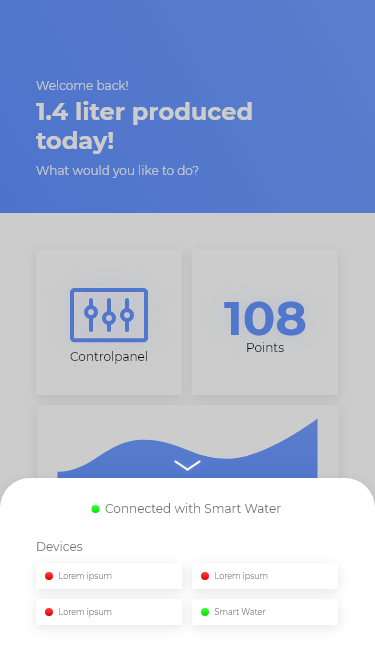 Welcome back!
1.4 liter produced
today!
What would you like to do?
Controlpanel
108
Points
Connected with Smart Water
Devices
Lorem ipsum
Lorem ipsum
Lorem ipsum
Smart Water